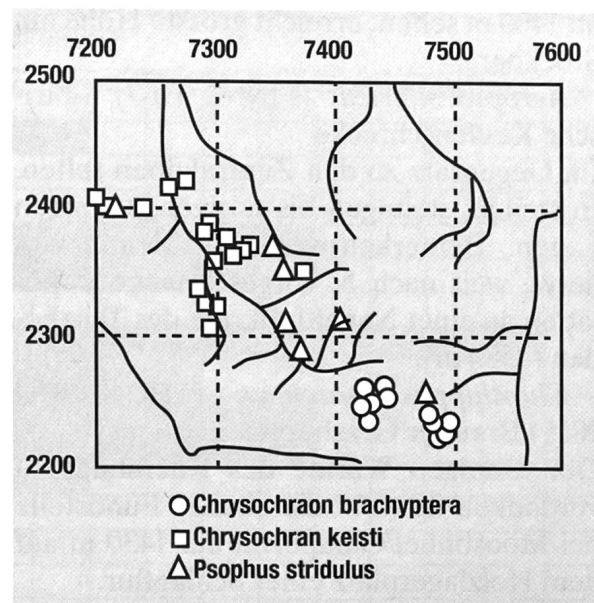 7200 7300 7400 7500 7600
2500
2400
2300
2200
Chrysochraon brachyptera
Chrysochran keisti
Psophus stridulus